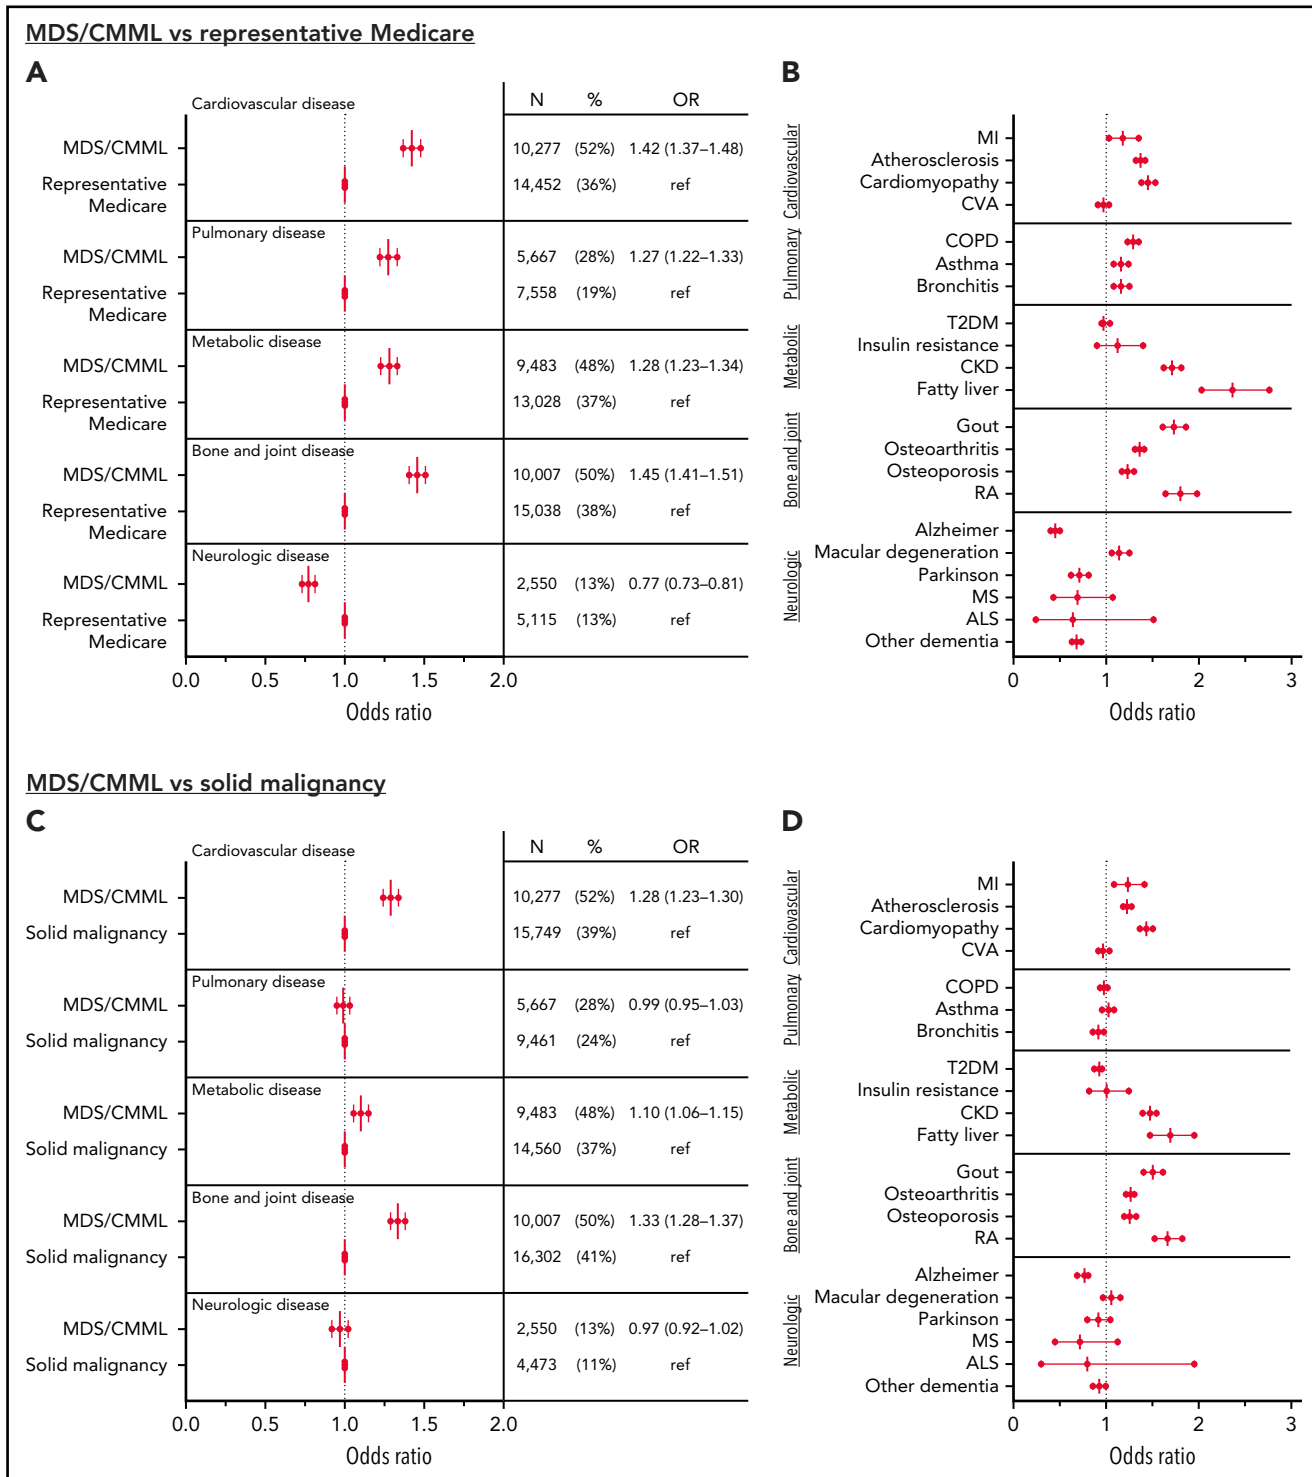 MDS/CMML vs representative Medicare
A
N % OR
Cardiovascular disease
MDS/CMML 10,277 (52%) 1.42 (1.37–1.48)
Representative Medicare 14,452 (36%) ref
Pulmonary disease
MDS/CMML 5,667 (28%) 1.27 (1.22–1.33)
Representative Medicare 7,558 (19%) ref
Metabolic disease
MDS/CMML 9,483 (48%) 1.28 (1.23–1.34)
Representative Medicare 13,028 (37%) ref
Bone and joint disease
MDS/CMML 10,007 (50%) 1.45 (1.41–1.51)
Representative Medicare 15,038 (38%) ref
Neurologic disease
MDS/CMML 2,550 (13%) 0.77 (0.73–0.81)
Representative Medicare 5,115 (13%) ref
0.0 0.5 1.0 1.5 2.0
Odds ratio
B
Cardiovascular
MI
Atherosclerosis
Cardiomyopathy
CVA
Pulmonary
COPD
Asthma
Bronchitis
Metabolic
T2DM
Insulin resistance
CKD
Fatty liver
Bone and joint
Gout
Osteoarthritis
Osteoporosis
RA
Neurologic
Alzheimer
Macular degeneration
Parkinson
MS
ALS
Other dementia
0 1 2 3
Odds ratio
MDS/CMML vs solid malignancy
C
N % OR
Cardiovascular disease
MDS/CMML 10,277 (52%) 1.28 (1.23–1.30)
Solid malignancy 15,749 (39%) ref
Pulmonary disease
MDS/CMML 5,667 (28%) 0.99 (0.95–1.03)
Solid malignancy 9,461 (24%) ref
Metabolic disease
MDS/CMML 9,483 (48%) 1.10 (1.06–1.15)
Solid malignancy 14,560 (37%) ref
Bone and joint disease
MDS/CMML 10,007 (50%) 1.33 (1.28–1.37)
Solid malignancy 16,302 (41%) ref
Neurologic disease
MDS/CMML 2,550 (13%) 0.97 (0.92–1.02)
Solid malignancy 4,473 (11%) ref
0.0 0.5 1.0 1.5 2.0
Odds ratio
D
Cardiovascular
MI
Atherosclerosis
Cardiomyopathy
CVA
Pulmonary
COPD
Asthma
Bronchitis
Metabolic
T2DM
Insulin resistance
CKD
Fatty liver
Bone and joint
Gout
Osteoarthritis
Osteoporosis
RA
Neurologic
Alzheimer
Macular degeneration
Parkinson
MS
ALS
Other dementia
0 1 2 3
Odds ratio